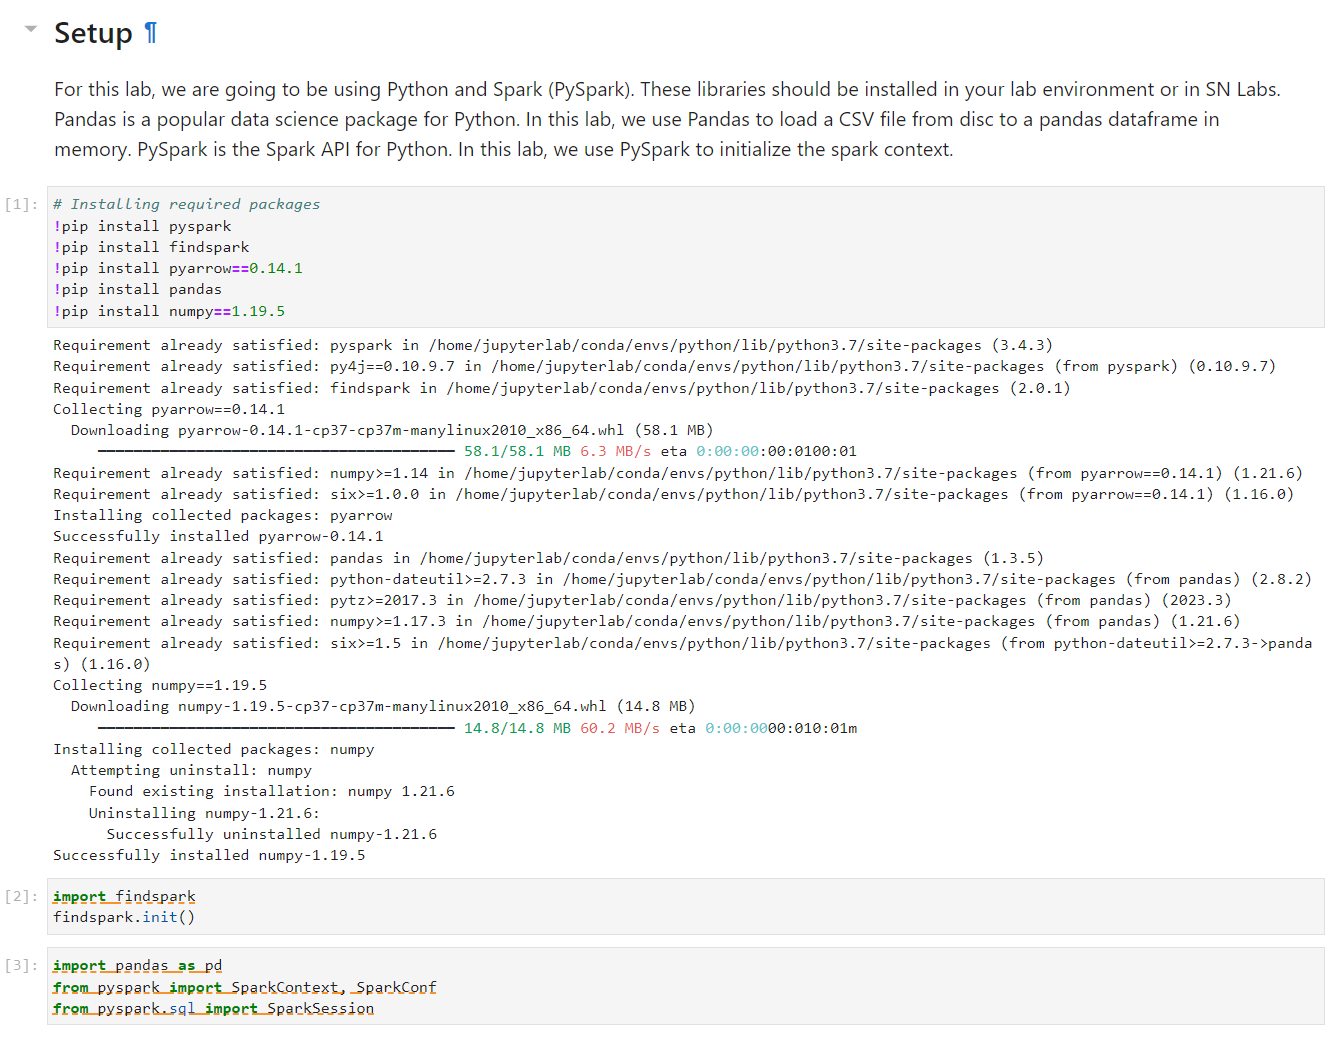 Setup ¶
For this lab, we are going to be using Python and Spark (PySpark). These libraries should be installed in your lab environment or in SN Labs.
Pandas is a popular data science package for Python. In this lab, we use Pandas to load a CSV file from disc to a pandas dataframe in
memory. PySpark is the Spark API for Python. In this lab, we use PySpark to initialize the spark context.
[1]: # Installing required packages
!pip install pyspark
!pip install findspark
!pip install pyarrow==0.14.1
!pip install pandas
!pip install numpy==1.19.5
Requirement already satisfied: pyspark in /home/jupyterlab/conda/envs/python/lib/python3.7/site-packages (3.4.3)
Requirement already satisfied: py4j==0.10.9.7 in /home/jupyterlab/conda/envs/python/lib/python3.7/site-packages (from pyspark) (0.10.9.7)
Requirement already satisfied: findspark in /home/jupyterlab/conda/envs/python/lib/python3.7/site-packages (2.0.1)
Collecting pyarrow==0.14.1
Downloading pyarrow-0.14.1-cp37-cp37m-manylinux2010_x86_64.whl (58.1 MB)
58.1/58.1 MB 6.3 MB/s eta 0:00:00:00:0100:01
Requirement already satisfied: numpy>=1.14 in /home/jupyterlab/conda/envs/python/lib/python3.7/site-packages (from pyarrow==0.14.1) (1.21.6)
Requirement already satisfied: six>=1.0.0 in /home/jupyterlab/conda/envs/python/lib/python3.7/site-packages (from pyarrow==0.14.1) (1.16.0)
Installing collected packages: pyarrow
Successfully installed pyarrow-0.14.1
Requirement already satisfied: pandas in /home/jupyterlab/conda/envs/python/lib/python3.7/site-packages (1.3.5)
Requirement already satisfied: python-dateutil>=2.7.3 in /home/jupyterlab/conda/envs/python/lib/python3.7/site-packages (from pandas) (2.8.2)
Requirement already satisfied: pytz>=2017.3 in /home/jupyterlab/conda/envs/python/lib/python3.7/site-packages (from pandas) (2023.3)
Requirement already satisfied: numpy>=1.17.3 in /home/jupyterlab/conda/envs/python/lib/python3.7/site-packages (from pandas) (1.21.6)
Requirement already satisfied: six>=1.5 in /home/jupyterlab/conda/envs/python/lib/python3.7/site-packages (from python-dateutil>=2.7.3->panda
s) (1.16.0)
Collecting numpy==1.19.5
Downloading numpy-1.19.5-cp37-cp37m-manylinux2010_x86_64.whl (14.8 MB)
14.8/14.8 MB 60.2 MB/s eta 0:00:0000:010:01m
Installing collected packages: numpy
Attempting uninstall: numpy
Found existing installation: numpy 1.21.6
Uninstalling numpy-1.21.6:
Successfully uninstalled numpy-1.21.6
Successfully installed numpy-1.19.5
[2]: import findspark
findspark.init()
[3]: import pandas as pd
from pyspark import SparkContext, SparkConf
from pyspark.sql import SparkSession